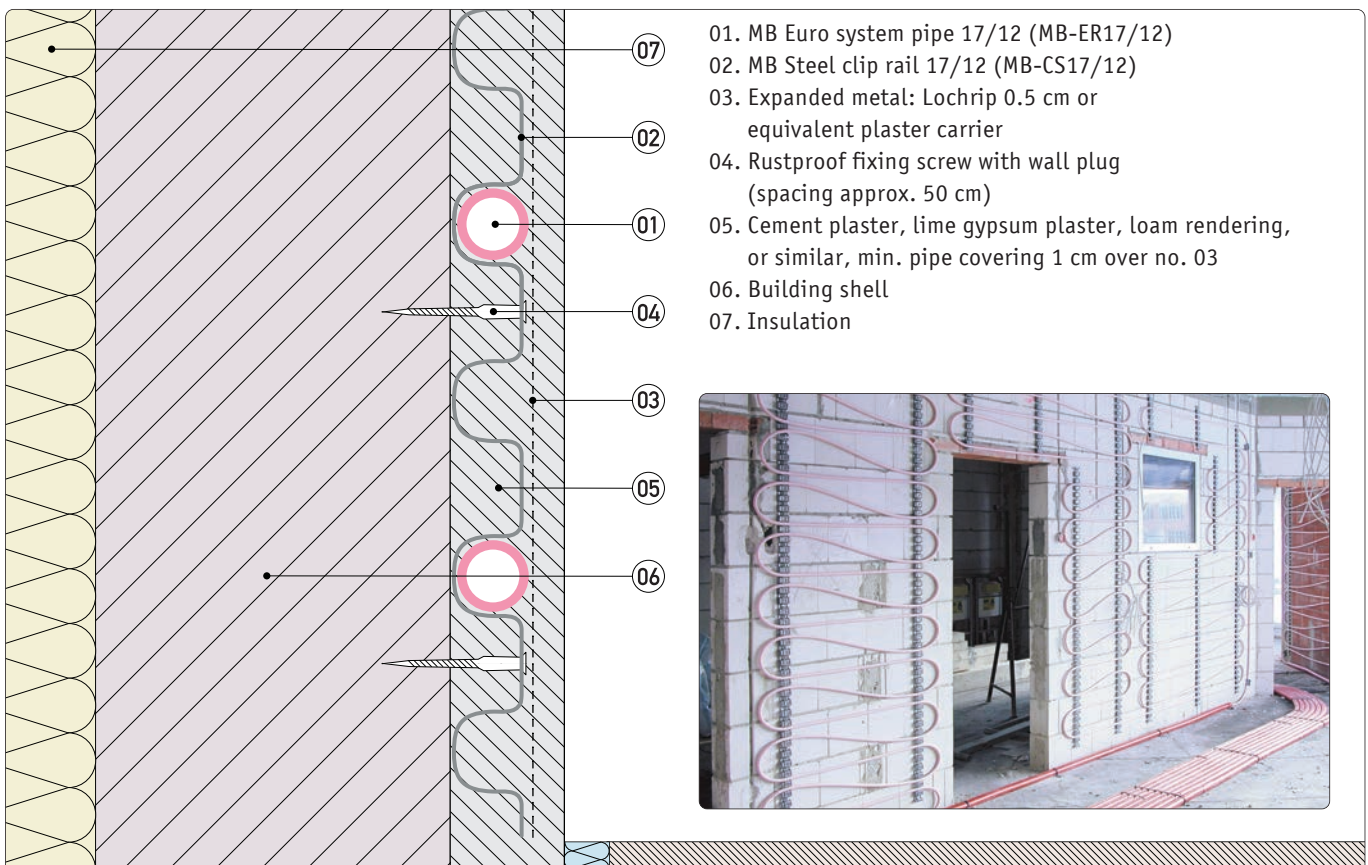 01. MB Euro system pipe 17/12 (MB-ER17/12)
02. MB Steel clip rail 17/12 (MB-CS17/12)
03. Expanded metal: Lochrip 0.5 cm or
equivalent plaster carrier
04. Rustproof fixing screw with wall plug
(spacing approx. 50 cm)
05. Cement plaster, lime gypsum plaster, loam rendering,
or similar, min. pipe covering 1 cm over no. 03
06. Building shell
07. Insulation
07
02
01
04
03
05
06